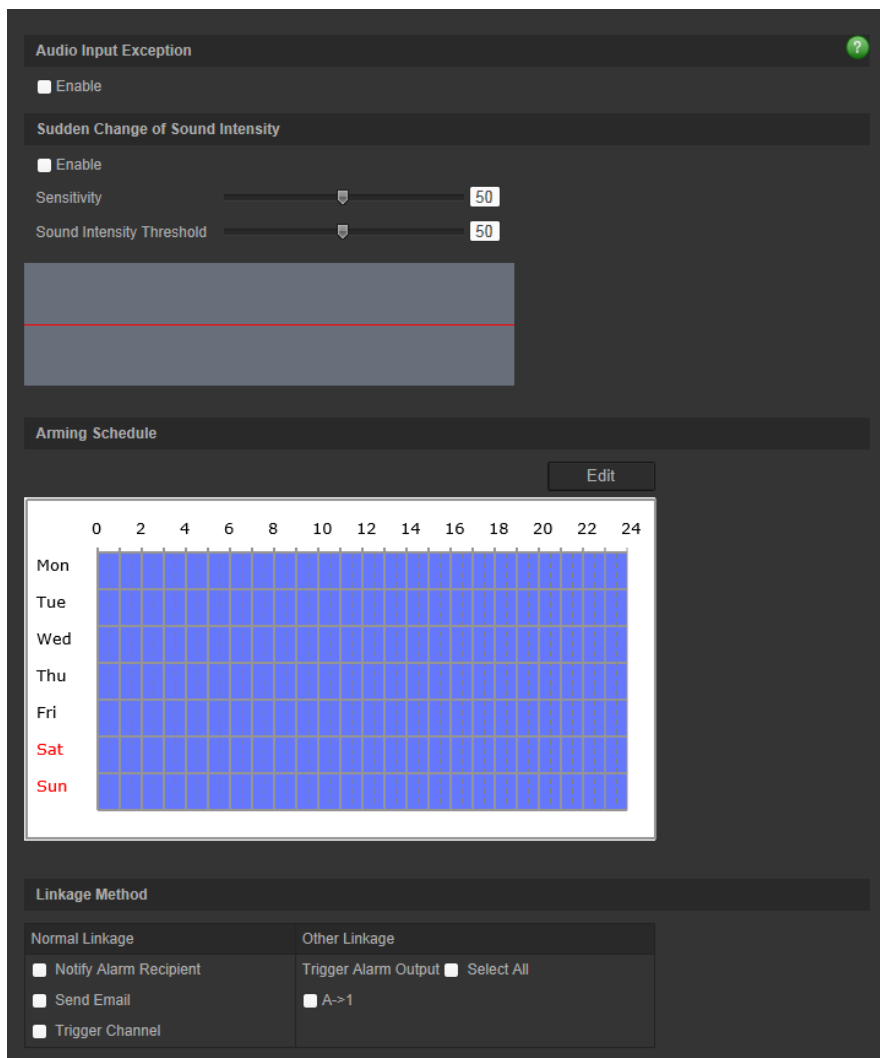 Audio Input Exception ?
Enable
Sudden Change of Sound Intensity
Enable
Sensitivity 50
Sound Intensity Threshold 50
Arming Schedule
Edit
0 2 4 6 8 10 12 14 16 18 20 22 24
Mon
Tue
Wed
Thu
Fri
Sat
Sun
Linkage Method
Normal Linkage Other Linkage
Notify Alarm Recipient Trigger Alarm Output Select All
Send Email A->1
Trigger Channel